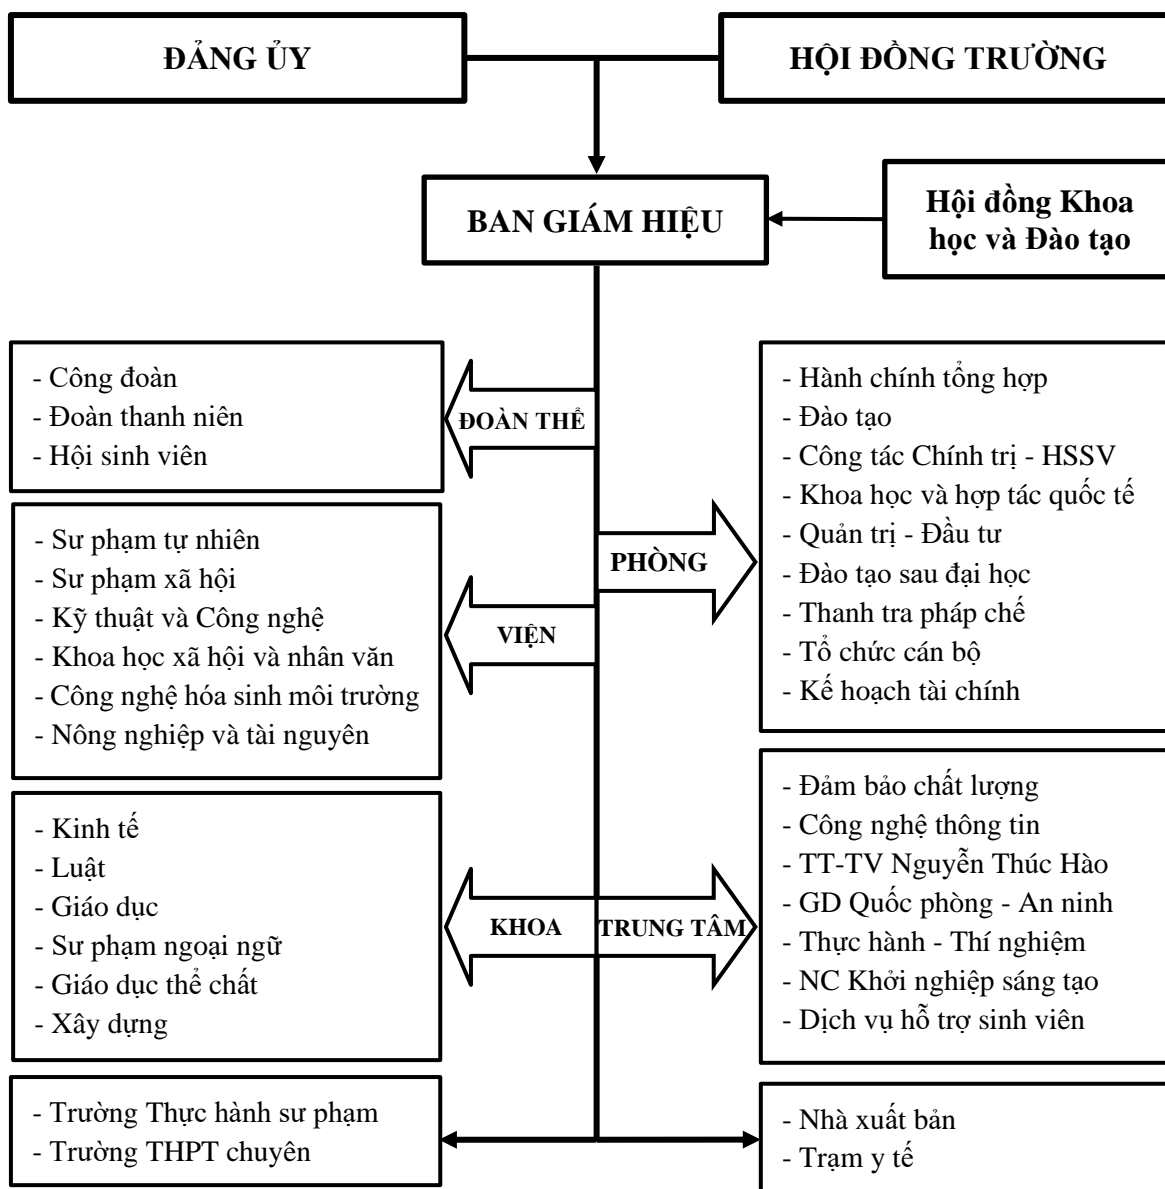 ĐẢNG ỦY
HỘI ĐỒNG TRƯỜNG
BAN GIÁM HIỆU
Hội đồng Khoa
học và Đào tạo
- Công đoàn
- Đoàn thanh niên
- Hội sinh viên
ĐOÀN THỂ
- Hành chính tổng hợp
- Đào tạo
- Công tác Chính trị - HSSV
- Khoa học và hợp tác quốc tế
- Quản trị - Đầu tư
- Đào tạo sau đại học
- Thanh tra pháp chế
- Tổ chức cán bộ
- Kế hoạch tài chính
PHÒNG
- Sư phạm tự nhiên
- Sư phạm xã hội
- Kỹ thuật và Công nghệ
- Khoa học xã hội và nhân văn
- Công nghệ hóa sinh môi trường
- Nông nghiệp và tài nguyên
VIỆN
- Kinh tế
- Luật
- Giáo dục
- Sư phạm ngoại ngữ
- Giáo dục thể chất
- Xây dựng
KHOA
TRUNG TÂM
- Đảm bảo chất lượng
- Công nghệ thông tin
- TT-TV Nguyễn Thúc Hào
- GD Quốc phòng - An ninh
- Thực hành - Thí nghiệm
- NC Khởi nghiệp sáng tạo
- Dịch vụ hỗ trợ sinh viên
- Trường Thực hành sư phạm
- Trường THPT chuyên
- Nhà xuất bản
- Trạm y tế